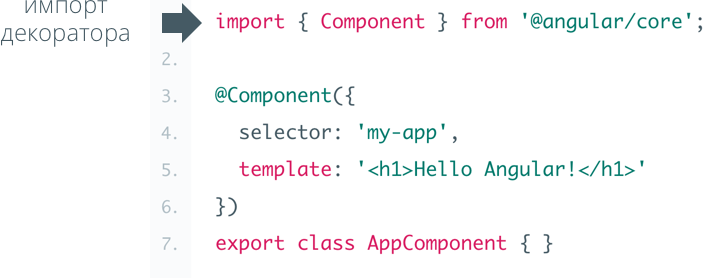 импорт
декоратора
import { Component } from '@angular/core';
2.
3. @Component({
4. selector: 'my-app',
5. template: '<h1>Hello Angular!</h1>'
6. })
7. export class AppComponent { }